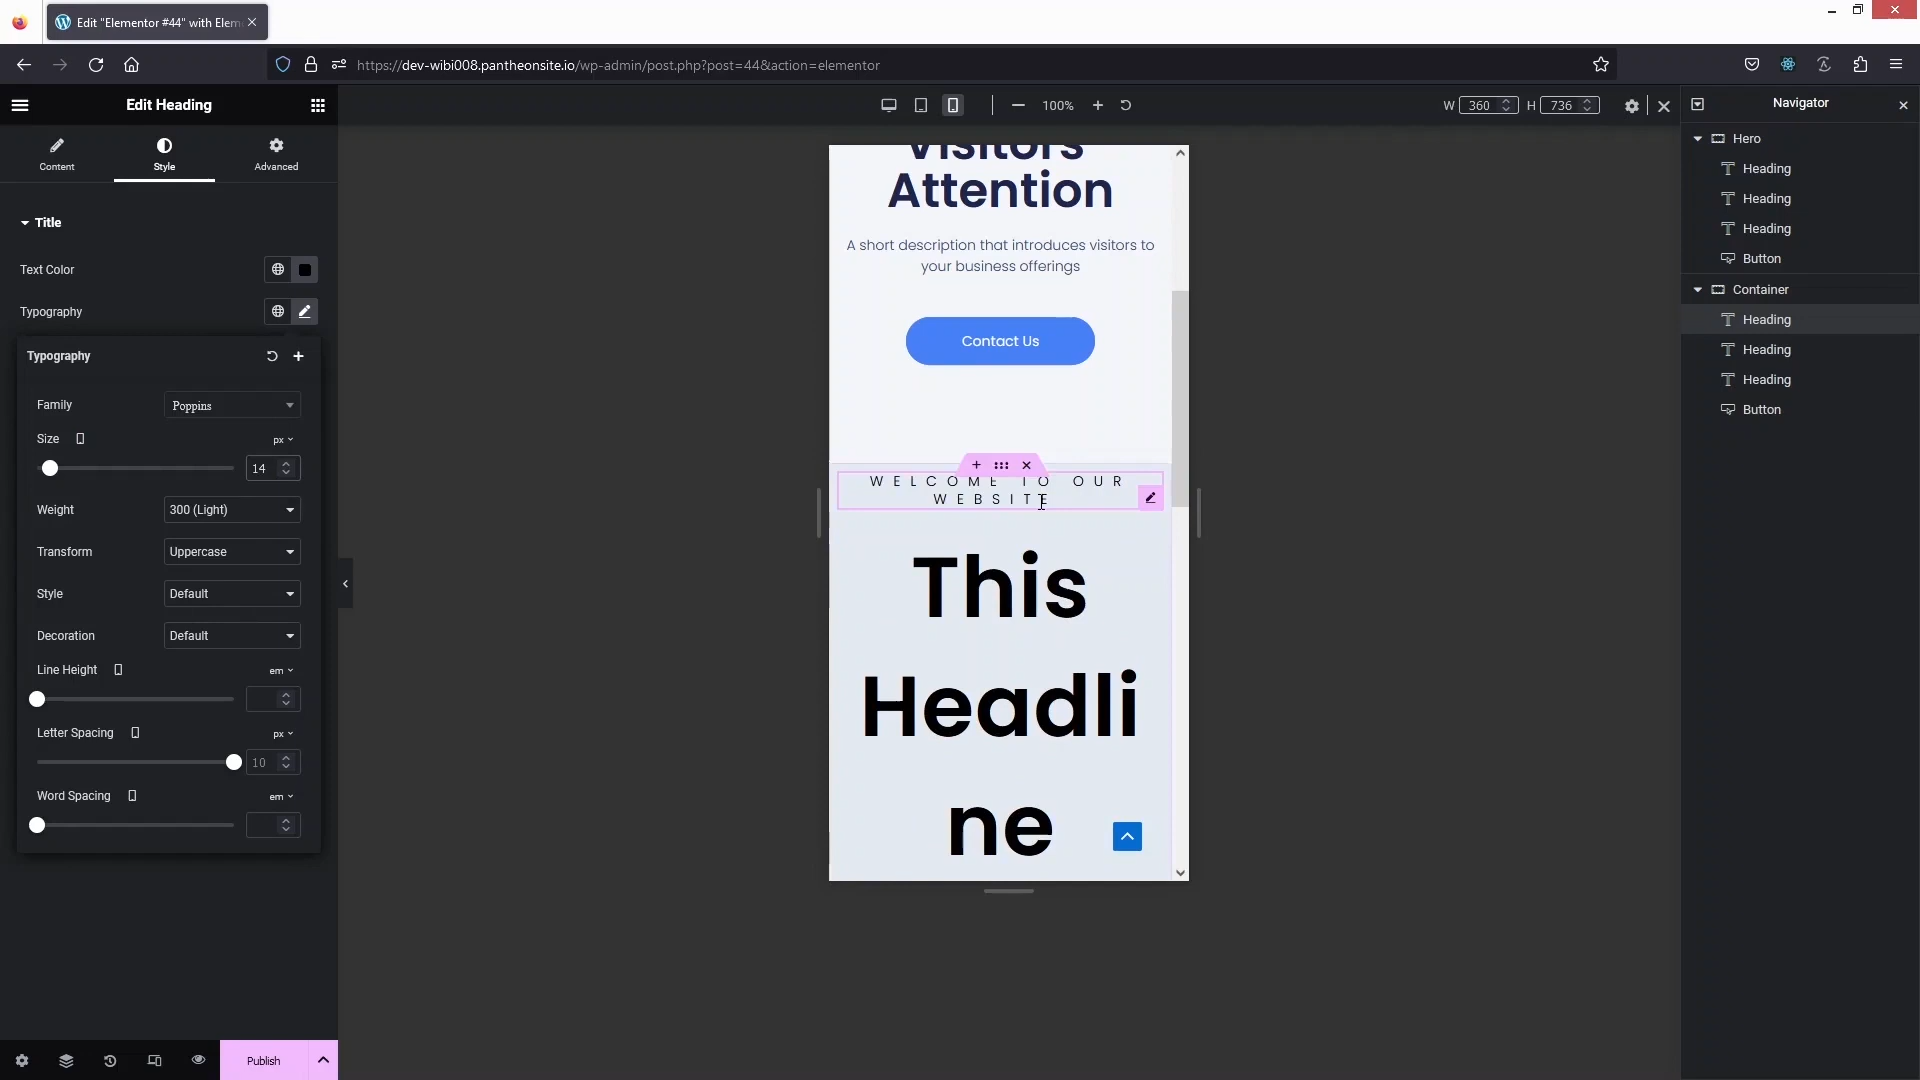 Edit "Elementor #44" with Elem
https://dev-wibi008.pantheonsite.io/wp-admin/post.php?post=44&action=elementor
Edit Heading
100%
W 360
H 736
Navigator
Content
Style
Advanced
Title
Text Color
Typography
Typography
Family
Poppins
Size
px
14
Weight
300 (Light)
Transform
Uppercase
Style
Default
Decoration
Default
Line Height
em
Letter Spacing
px
10
Word Spacing
em
Publish
Visitors
Attention
A short description that introduces visitors to
your business offerings
Contact Us
WELCOME TO OUR
WEBSITE
This
Headli
ne
Hero
Heading
Heading
Heading
Button
Container
Heading
Heading
Heading
Button